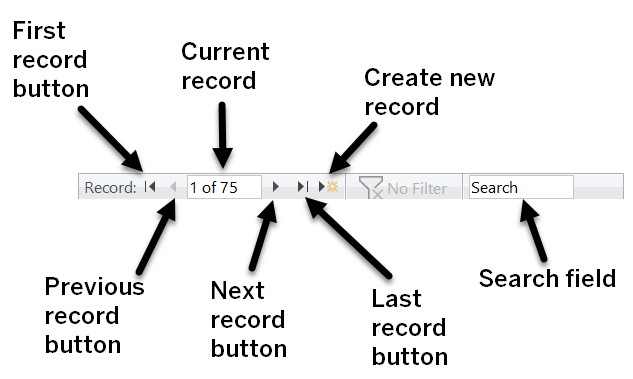 First
record
button
Current
record
Create new
record
Record: 1 of 75 No Filter Search
Previous
record
button
Next
record
button
Last
record
button
Search field